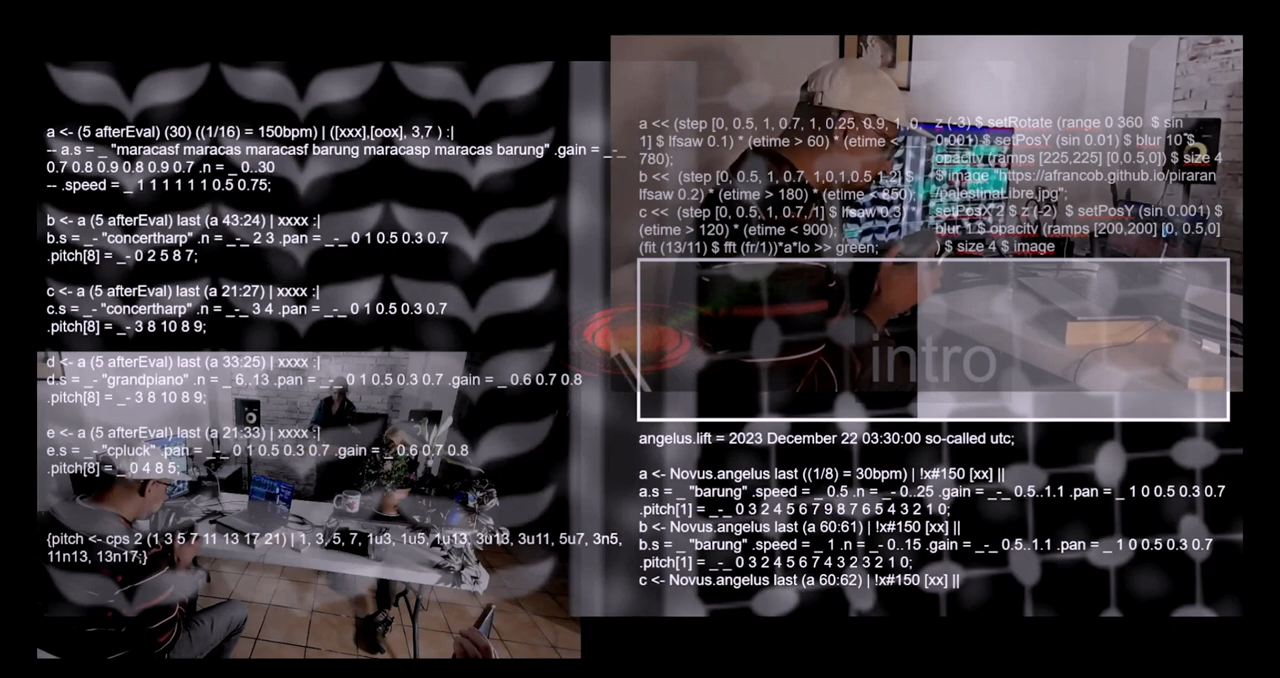 a <- (5 afterEval) (30) ((1/16) = 150bpm) | ([xxx],[oox], 3,7 ) :|
-- a.s = _ "maracasf maracas maracasf barung maracasp maracas barung" .gain = _-_
0.7 0.8 0.9 0.8 0.9 0.7 .n = _ 0..30
-- .speed = _ 1 1 1 1 1 1 0.5 0.75;
b <- a (5 afterEval) last (a 43:24) | xxxx :|
b.s = _- "concertharp" .n = _-_ 2 3 .pan = _-_ 0 1 0.5 0.3 0.7
.pitch[8] = _- 0 2 5 8 7;
c <- a (5 afterEval) last (a 21:27) | xxxx :|
c.s = _- "concertharp" .n = _-_ 3 4 .pan = _-_ 0 1 0.5 0.3 0.7
.pitch[8] = _- 3 8 10 8 9;
d <- a (5 afterEval) last (a 33:25) | xxxx :|
d.s = _- "grandpiano" .n = _ 6..13 .pan = _-_ 0 1 0.5 0.3 0.7 .gain = _ 0.6 0.7 0.8
.pitch[8] = _- 3 8 10 8 9;
e <- a (5 afterEval) last (a 21:33) | xxxx :|
e.s = _- "cpluck" .pan = _-_ 0 1 0.5 0.3 0.7 .gain = _ 0.6 0.7 0.8
.pitch[8] = _ 0 4 8 5;
{pitch <- cps 2 (1 3 5 7 11 13 17 21) | 1, 3, 5, 7, 1u3, 1u5, 1u13, 3u13, 3u11, 5u7, 3n5,
11n13, 13n17;}
a << (step [0, 0.5, 1, 0.7, 1, 0.25, 0.9, 1, 0,
1] $ lfsaw 0.1) * (etime > 60) * (etime <
780);
b << (step [0, 0.5, 1, 0.7, 1,0,1,0.5,1,2] $
lfsaw 0.2) * (etime > 180) * (etime < 850);
c << (step [0, 0.5, 1, 0.7, 1] $ lfsaw 0.3) *
(etime > 120) * (etime < 900);
(fit (13/11) $ fft (fr/1))*a*lo >> green;
z (-3) $ setRotate (range 0 360 $ sin
0.001) $ setPosY (sin 0.01) $ blur 10 $
opacity (ramps [225,225] [0,0.5,0]) $ size 4
$ image "https://afrancob.github.io/piranan
/palestinaLibre.jpg";
setPosX 2 $ z (-2) $ setPosY (sin 0.001) $
blur 1 $ opacity (ramps [200,200] [0, 0.5,0]
) $ size 4 $ image
intro
angelus.lift = 2023 December 22 03:30:00 so-called utc;
a <- Novus.angelus last ((1/8) = 30bpm) | !x#150 [xx] ||
a.s = _ "barung" .speed = _ 0.5 .n = _- 0..25 .gain = _-_ 0.5..1.1 .pan = _ 1 0 0.5 0.3 0.7
.pitch[1] = _-_ 0 3 2 4 5 6 7 9 8 7 6 5 4 3 2 1 0;
b <- Novus.angelus last (a 60:61) | !x#150 [xx] ||
b.s = _ "barung" .speed = _ 1 .n = _- 0..15 .gain = _-_ 0.5..1.1 .pan = _ 1 0 0.5 0.3 0.7
.pitch[1] = _-_ 0 3 2 4 5 6 7 4 3 2 3 2 1 0;
c <- Novus.angelus last (a 60:62) | !x#150 [xx] ||